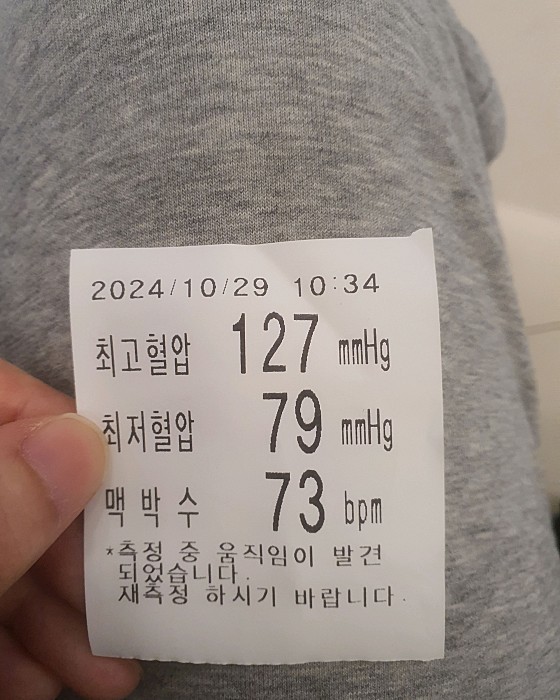 2024/10/29 10:34
최고혈압 127 mmHg
최저혈압 79 mmHg
맥박수 73 bpm
*측정 중 움직임이 발견
되었습니다.
재측정 하시기 바랍니다.